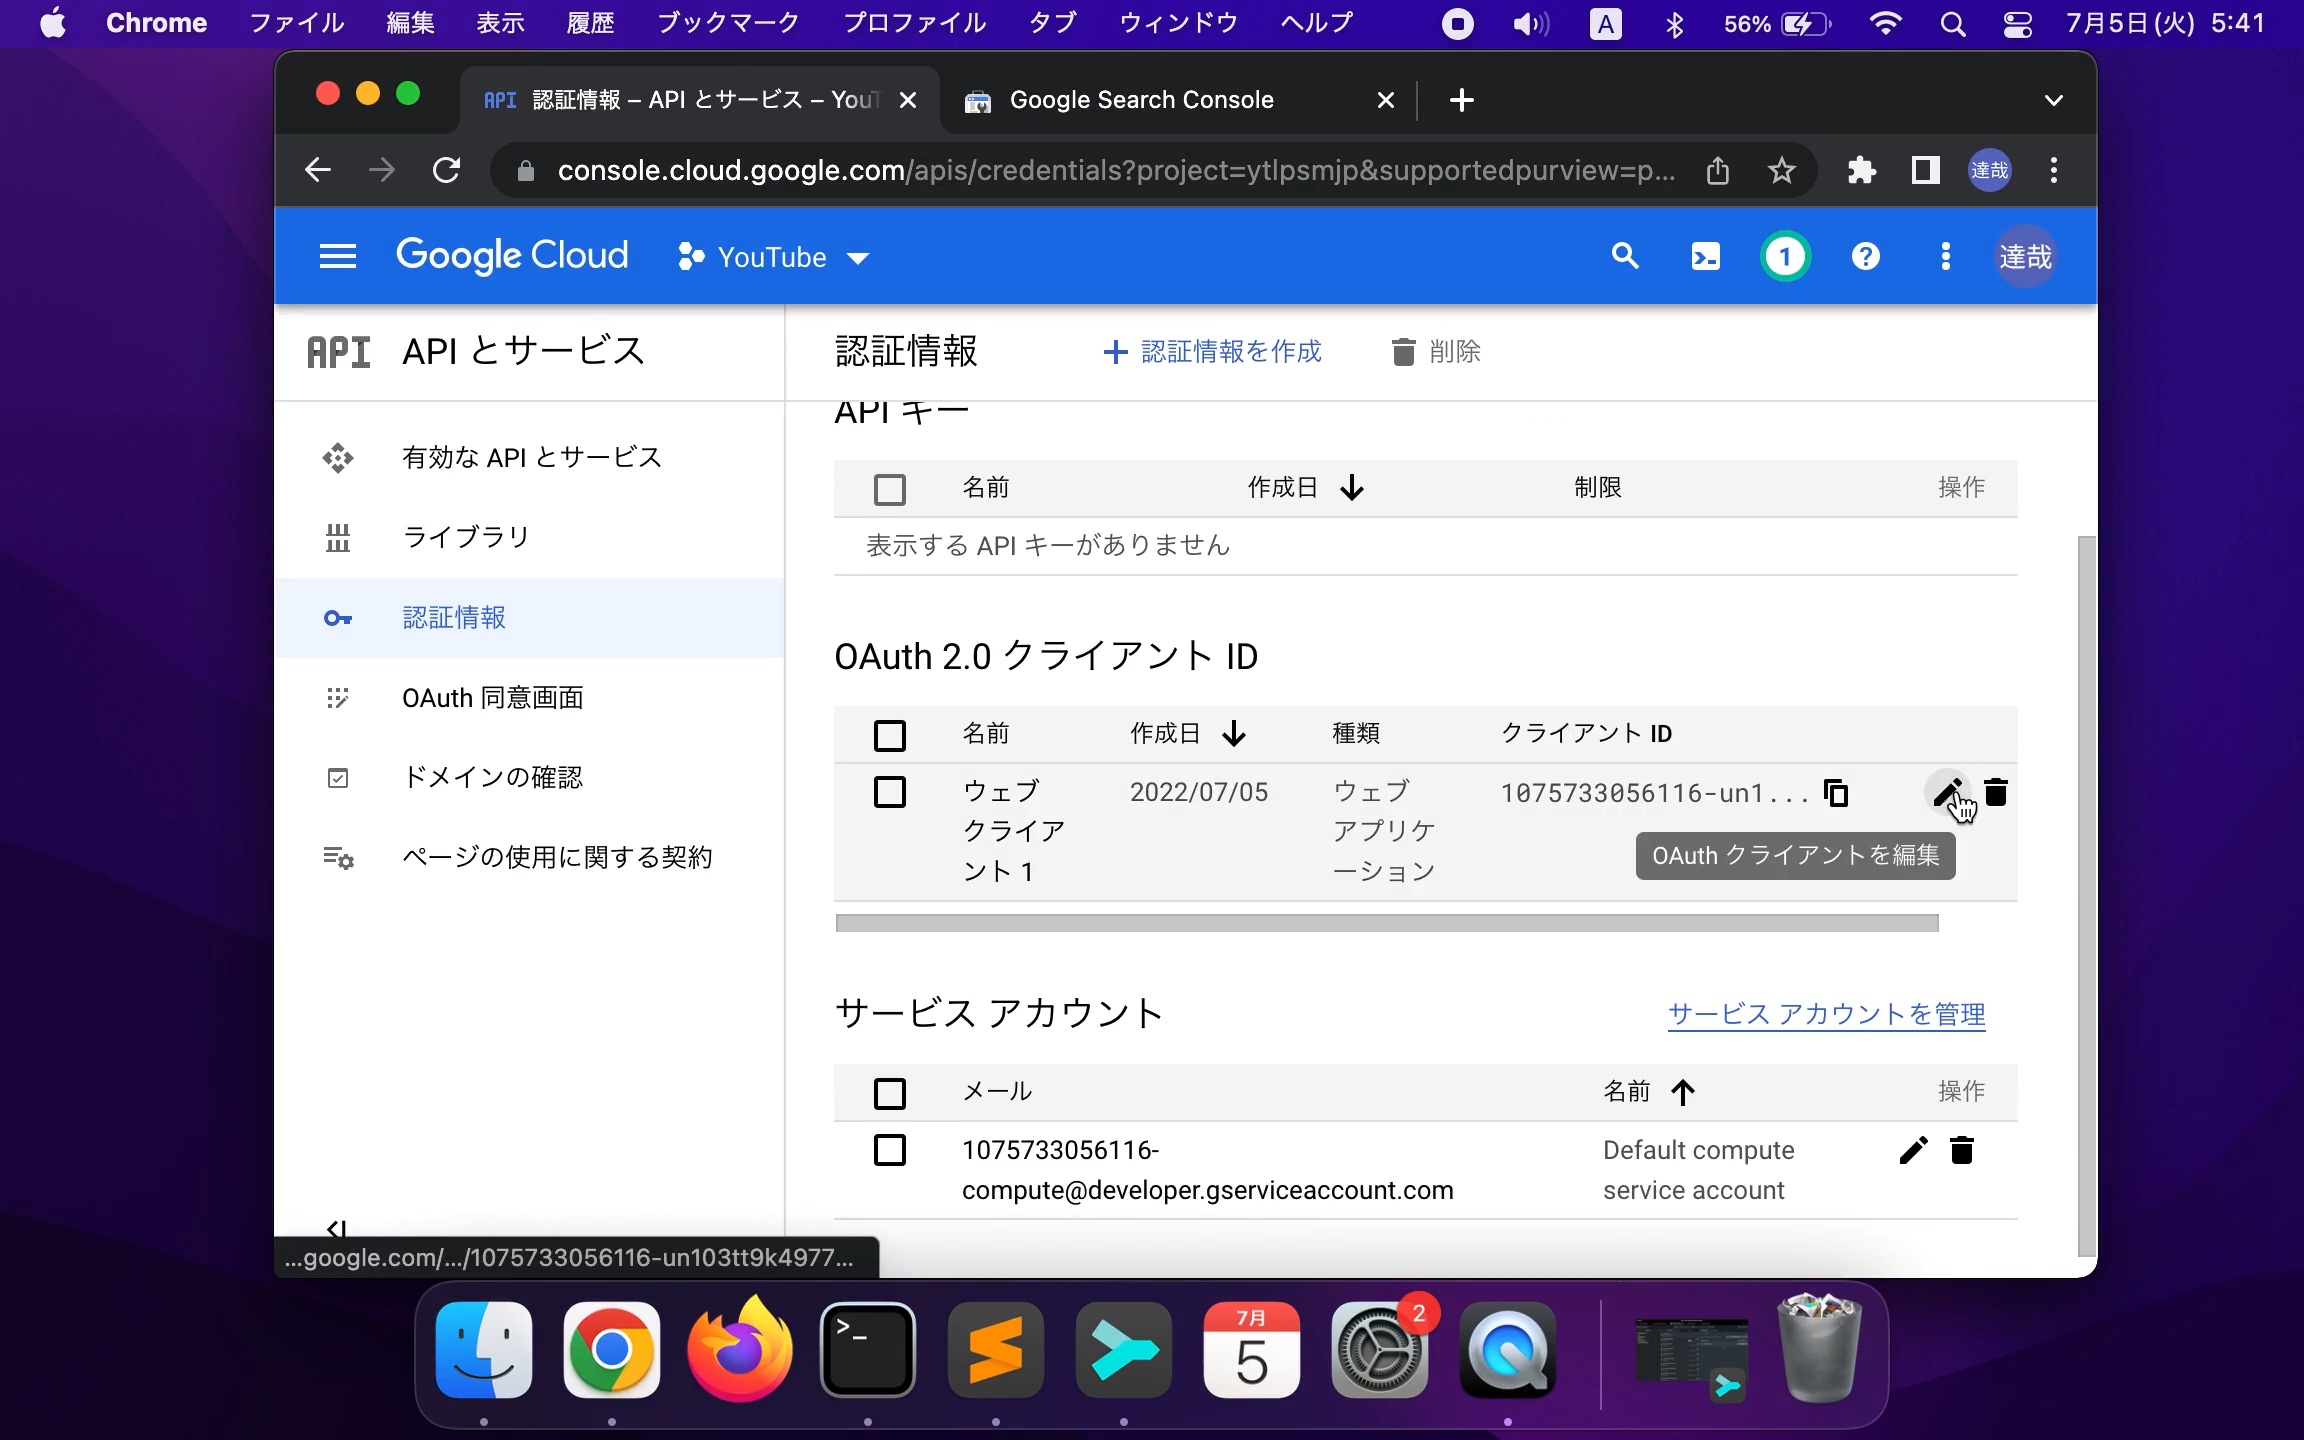 Chrome ファイル 編集 表示 履歴 ブックマーク プロファイル タブ ウィンドウ ヘルプ A 56% 7月5日(火) 5:41
API 認証情報 – API とサービス – You
Google Search Console
console.cloud.google.com/apis/credentials?project=ytlpsmjp&supportedpurview=p...
達哉
Google Cloud YouTube 1 達哉
API API とサービス
認証情報 認証情報を作成 削除
有効な API とサービス
ライブラリ
認証情報
OAuth 同意画面
ドメインの確認
ページの使用に関する契約
API キー
名前 作成日 制限 操作
表示する API キーがありません
OAuth 2.0 クライアント ID
名前 作成日 種類 クライアント ID
ウェブ 2022/07/05 ウェブ 1075733056116-un1...
クライア アプリケ
ント 1 ーション
OAuth クライアントを編集
サービス アカウント サービス アカウントを管理
メール 名前 操作
1075733056116- Default compute
compute@developer.gserviceaccount.com service account
...google.com/.../1075733056116-un103tt9k4977...
7月
5
2